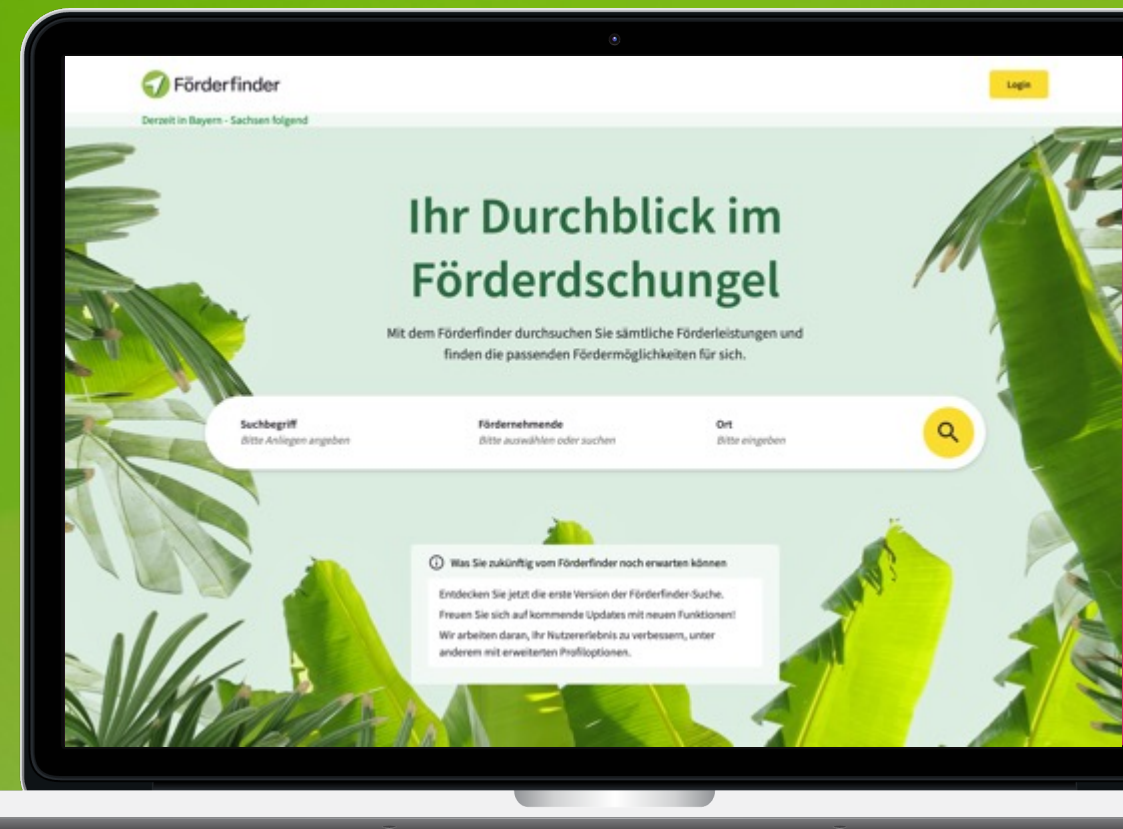 Förderfinder
Login
Derzeit in Bayern - Sachsen folgend
Ihr Durchblick im
Förderdschungel
Mit dem Förderfinder durchsuchen Sie sämtliche Förderleistungen und
finden die passenden Fördermöglichkeiten für sich.
Suchbegriff
Bitte Anliegen angeben
Fördernehmende
Bitte auswählen oder suchen
Ort
Bitte eingeben
Was Sie zukünftig vom Förderfinder noch erwarten können
Entdecken Sie jetzt die erste Version der Förderfinder-Suche.
Freuen Sie sich auf kommende Updates mit neuen Funktionen!
Wir arbeiten daran, Ihr Nutzererlebnis zu verbessern, unter
anderem mit erweiterten Profiloptionen.